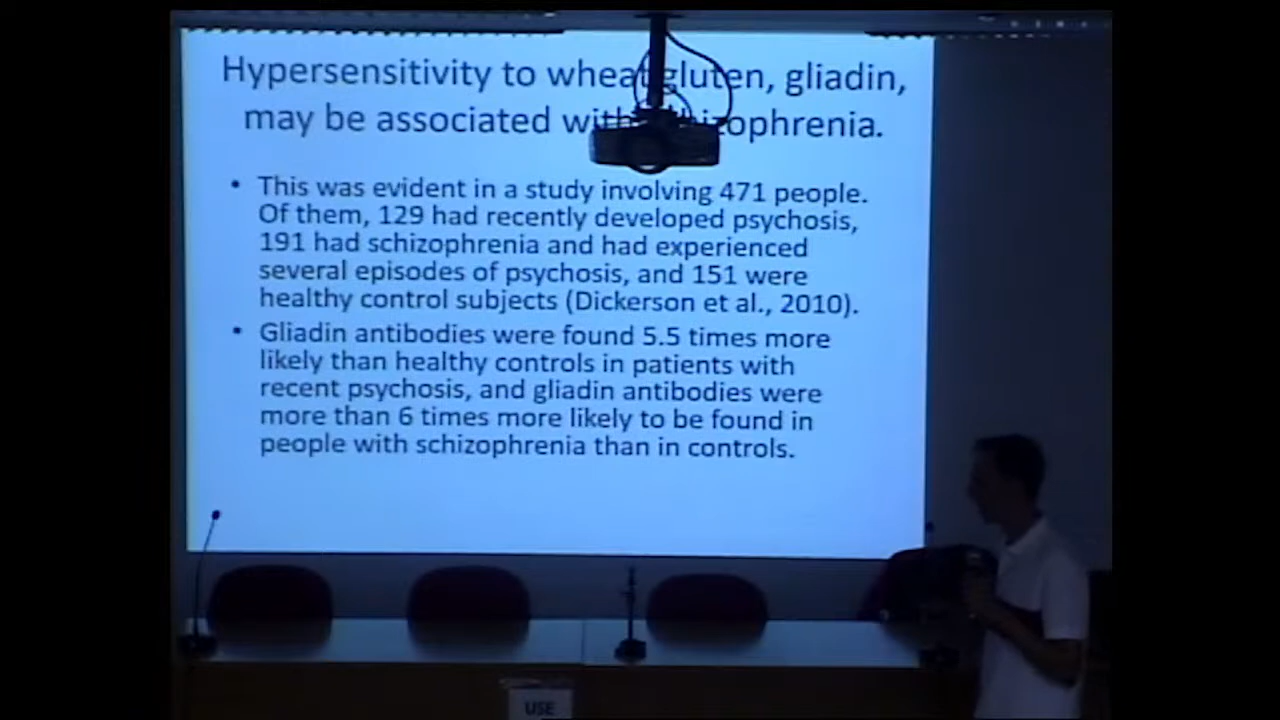 Hypersensitivity to wheat gluten, gliadin,
may be associated with schizophrenia.
• This was evident in a study involving 471 people.
Of them, 129 had recently developed psychosis,
191 had schizophrenia and had experienced
several episodes of psychosis, and 151 were
healthy control subjects (Dickerson et al., 2010).
• Gliadin antibodies were found 5.5 times more
likely than healthy controls in patients with
recent psychosis, and gliadin antibodies were
more than 6 times more likely to be found in
people with schizophrenia than in controls.
USE